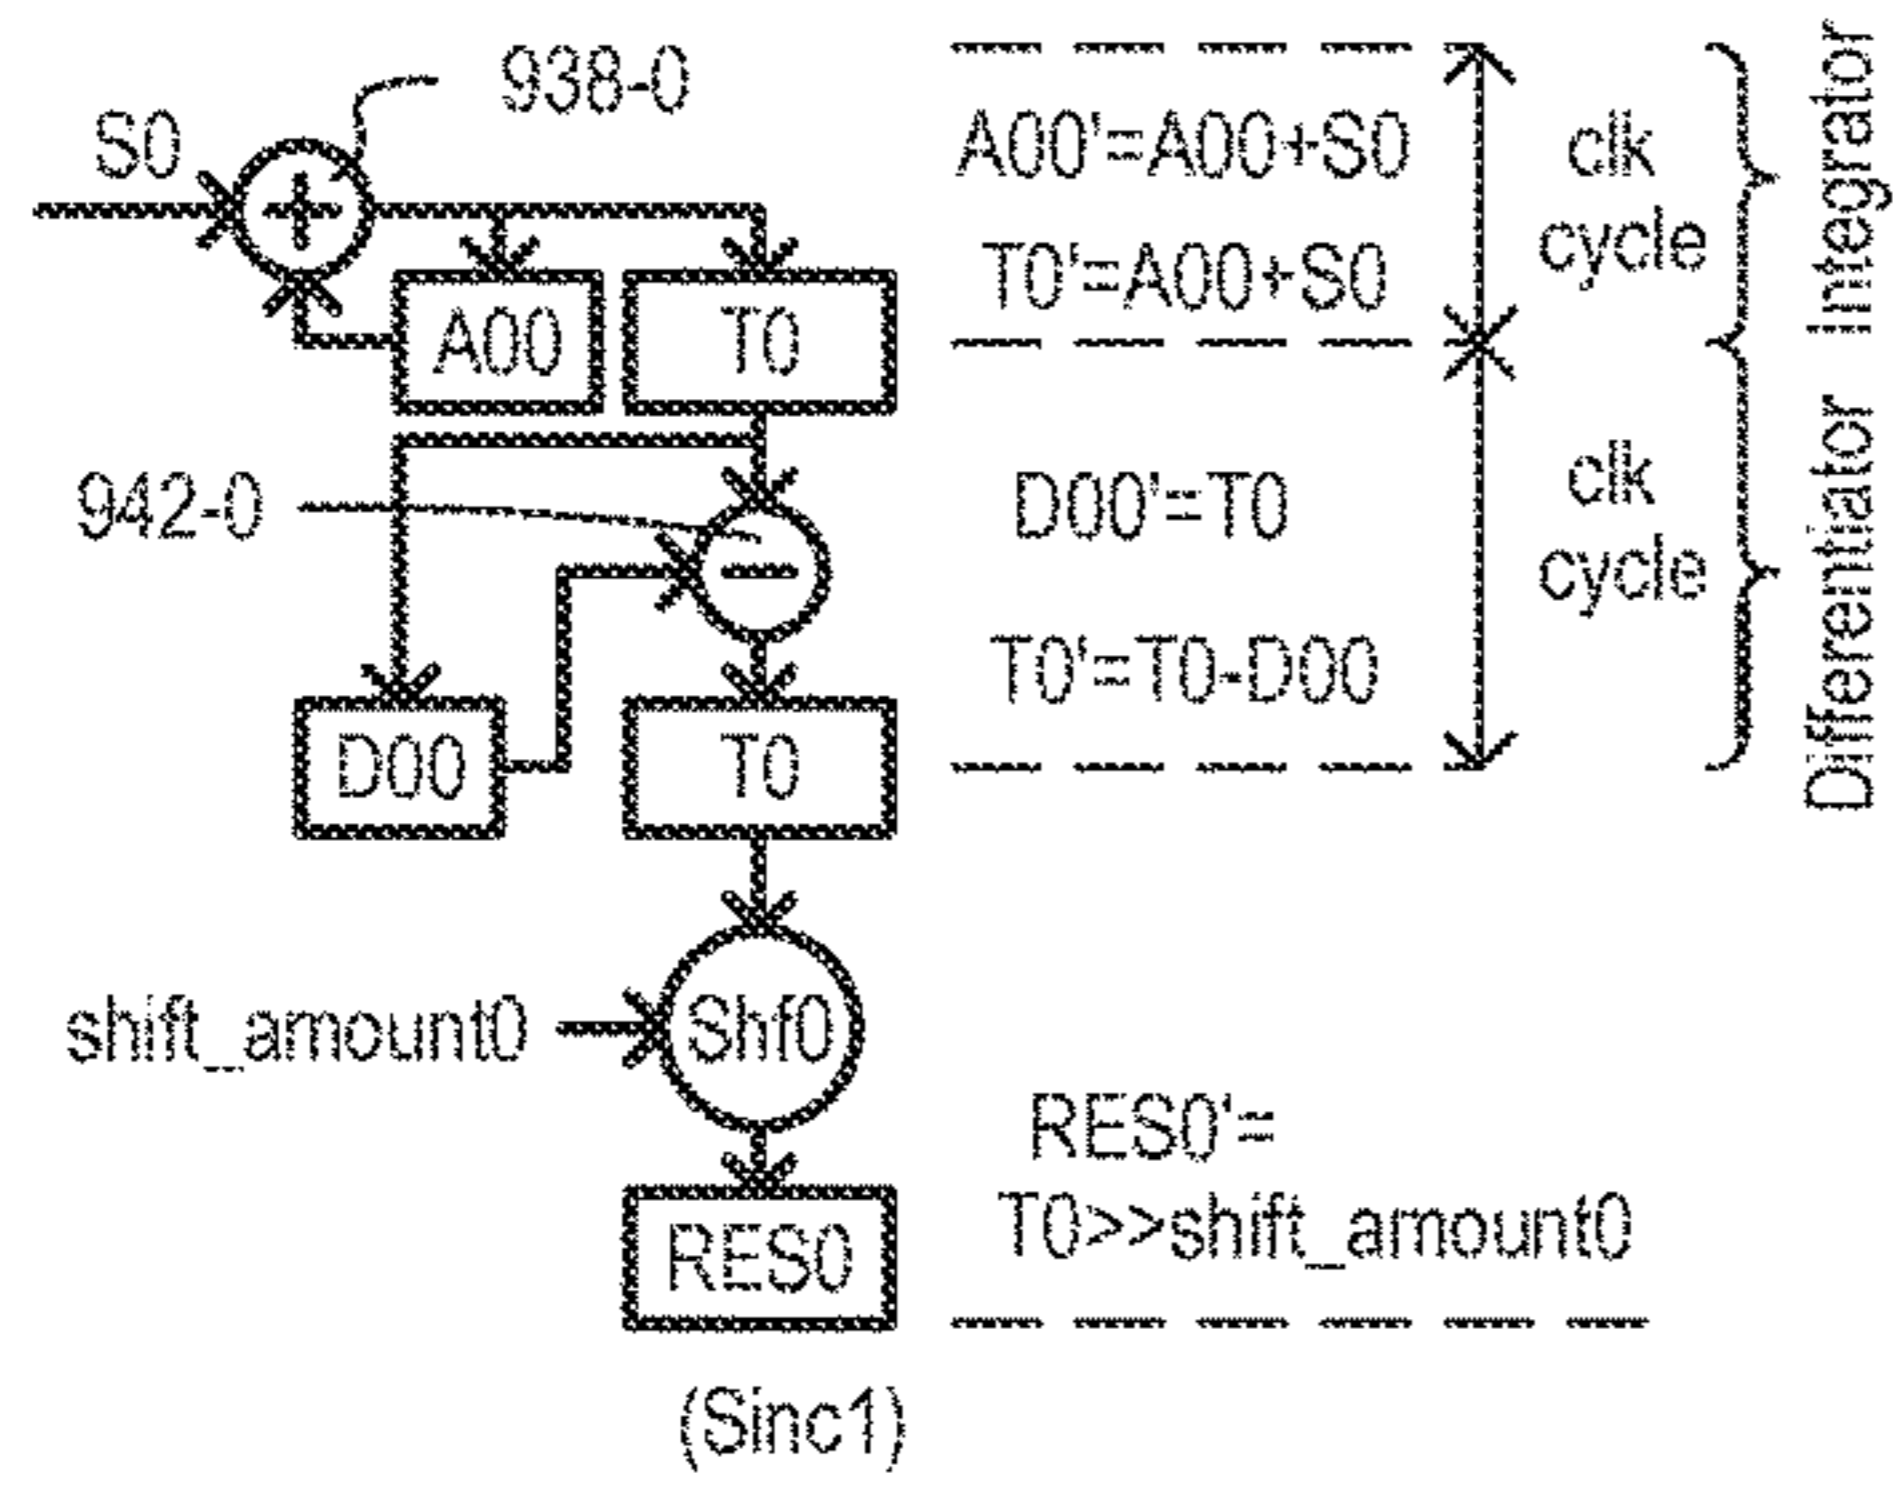 938-0
S0
+
A00'=A00+S0
clk
cycle
T0'=A00+S0
Integrator
A00
T0
942-0
–
D00'=T0
clk
cycle
T0'=T0-D00
Differentiator
D00
T0
shift_amount0
Shf0
RES0'=
T0>>shift_amount0
RES0
(Sinc1)